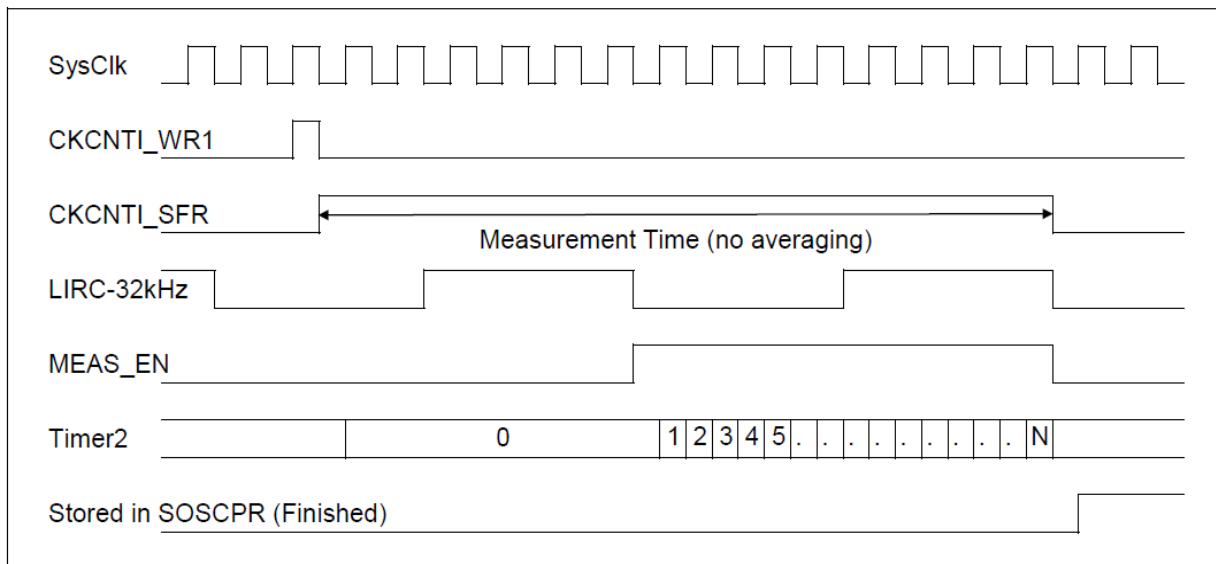 SysClk
CKCNTI_WR1
CKCNTI_SFR
Measurement Time (no averaging)
LIRC-32kHz
MEAS_EN
Timer2 0 1 2 3 4 5 . . . . . . . . . N
Stored in SOSCPR (Finished)